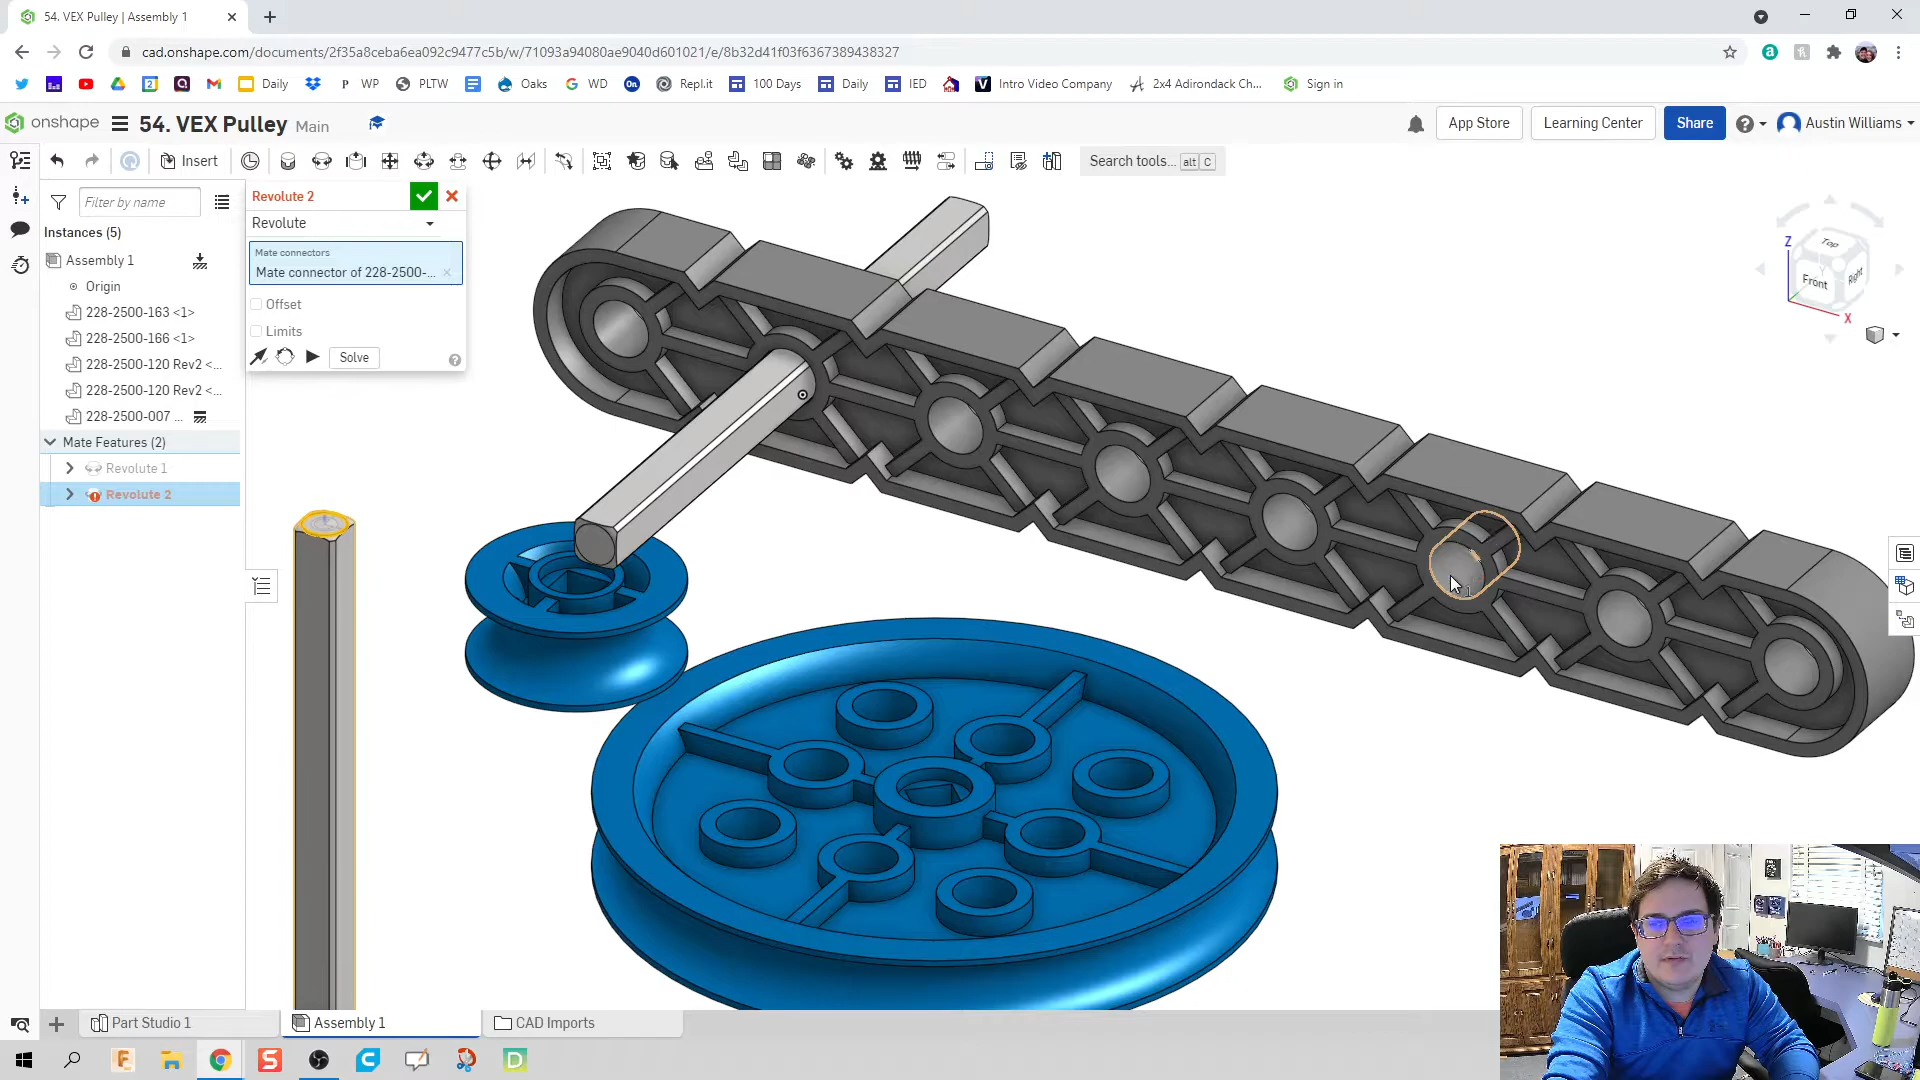 54. VEX Pulley | Assembly 1
cad.onshape.com/documents/2f35a8ceba6ea092c9477c5b/w/71093a94080ae9040d601021/e/8b32d41f03f6367389438327
Daily
WP
PLTW
Oaks
WD
Repl.it
100 Days
Daily
IED
Intro Video Company
2x4 Adirondack Ch...
Sign in
onshape
54. VEX Pulley Main
App Store
Learning Center
Share
Austin Williams
Insert
Search tools... alt C
Filter by name
Revolute 2
Revolute
Instances (5)
Mate connectors
Mate connector of 228-2500-...
Assembly 1
Origin
Offset
228-2500-163 <1>
Limits
228-2500-166 <1>
Solve
228-2500-120 Rev2 <...
228-2500-120 Rev2 <...
228-2500-007 ...
Mate Features (2)
Revolute 1
Revolute 2
Top
Front
Right
Z
X
Part Studio 1
Assembly 1
CAD Imports